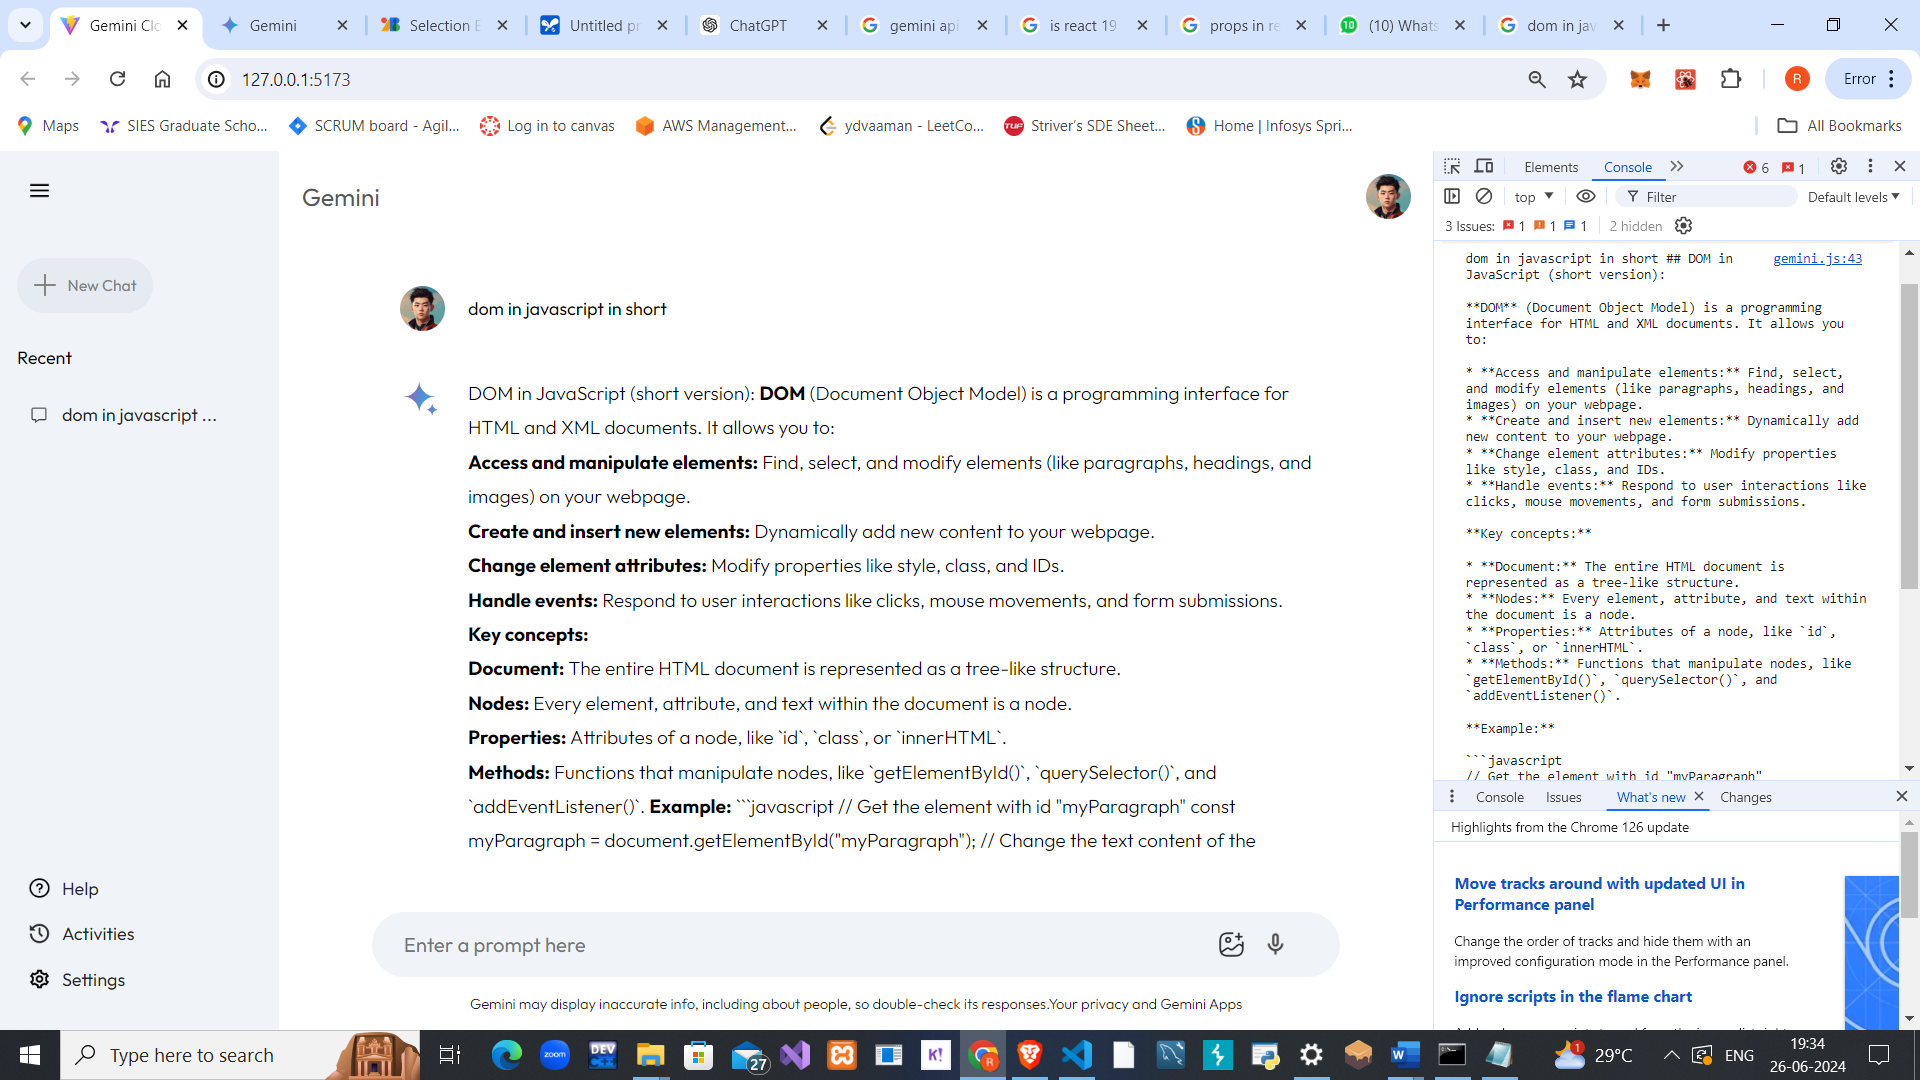 Gemini Clo
Gemini
Selection B
Untitled pr
ChatGPT
gemini api
is react 19
props in re
(10) Whats
dom in jav
127.0.0.1:5173
R
Error
Maps
SIES Graduate Scho...
SCRUM board - Agil...
Log in to canvas
AWS Management...
ydvaaman - LeetCo...
Striver's SDE Sheet...
Home | Infosys Spri...
All Bookmarks
New Chat
Recent
dom in javascript ...
Help
Activities
Settings
Gemini
dom in javascript in short
DOM in JavaScript (short version): DOM (Document Object Model) is a programming interface for
HTML and XML documents. It allows you to:
Access and manipulate elements: Find, select, and modify elements (like paragraphs, headings, and
images) on your webpage.
Create and insert new elements: Dynamically add new content to your webpage.
Change element attributes: Modify properties like style, class, and IDs.
Handle events: Respond to user interactions like clicks, mouse movements, and form submissions.
Key concepts:
Document: The entire HTML document is represented as a tree-like structure.
Nodes: Every element, attribute, and text within the document is a node.
Properties: Attributes of a node, like `id`, `class`, or `innerHTML`.
Methods: Functions that manipulate nodes, like `getElementById()`, `querySelector()`, and
`addEventListener()`. Example: ```javascript // Get the element with id "myParagraph" const
myParagraph = document.getElementById("myParagraph"); // Change the text content of the
Enter a prompt here
Gemini may display inaccurate info, including about people, so double-check its responses.Your privacy and Gemini Apps
Elements
Console
6
1
top
Filter
Default levels
3 Issues: 1 1 1
2 hidden
dom in javascript in short ## DOM in gemini.js:43
JavaScript (short version):
**DOM** (Document Object Model) is a programming
interface for HTML and XML documents. It allows you
to:
* **Access and manipulate elements:** Find, select,
and modify elements (like paragraphs, headings, and
images) on your webpage.
* **Create and insert new elements:** Dynamically add
new content to your webpage.
* **Change element attributes:** Modify properties
like style, class, and IDs.
* **Handle events:** Respond to user interactions like
clicks, mouse movements, and form submissions.
**Key concepts:**
* **Document:** The entire HTML document is
represented as a tree-like structure.
* **Nodes:** Every element, attribute, and text within
the document is a node.
* **Properties:** Attributes of a node, like `id`,
`class`, or `innerHTML`.
* **Methods:** Functions that manipulate nodes, like
`getElementById()`, `querySelector()`, and
`addEventListener()`.
**Example:**
```javascript
// Get the element with id "myParagraph"
Console
Issues
What's new
Changes
Highlights from the Chrome 126 update
Move tracks around with updated UI in
Performance panel
Change the order of tracks and hide them with an
improved configuration mode in the Performance panel.
Ignore scripts in the flame chart
Type here to search
zoom
DEV
C++
27
K!
R
1
29°C
ENG
19:34
26-06-2024